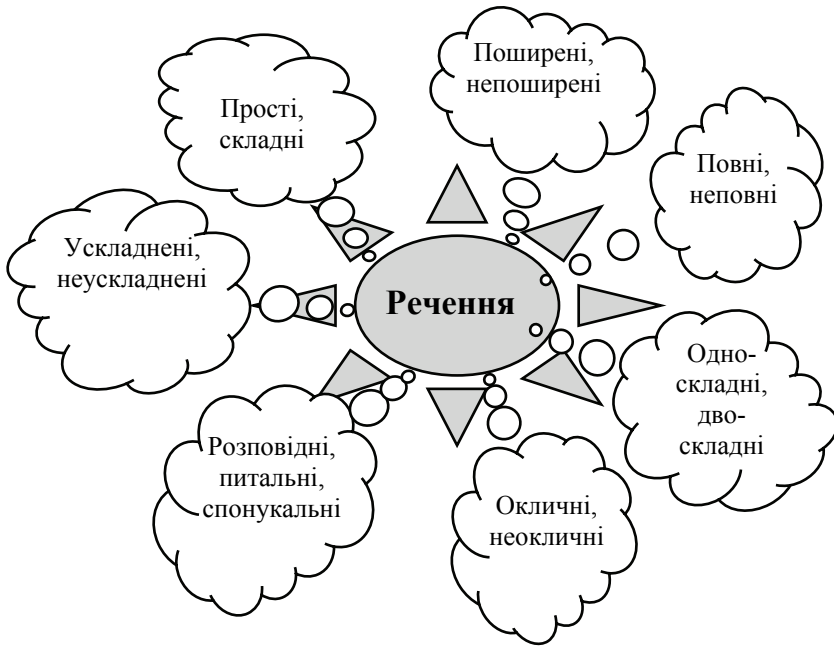 Поширені,
непоширені
Прості,
складні
Повні,
неповні
Ускладнені,
неускладнені
Речення
Одно-
складні,
дво-
складні
Розповідні,
питальні,
спонукальні
Окличні,
неокличні